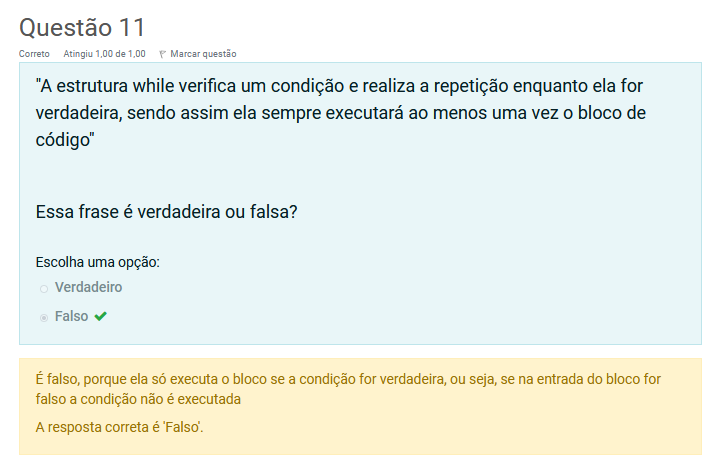 Questão 11
Correto Atingiu 1,00 de 1,00 Marcar questão
"A estrutura while verifica um condição e realiza a repetição enquanto ela for
verdadeira, sendo assim ela sempre executará ao menos uma vez o bloco de
código"
Essa frase é verdadeira ou falsa?
Escolha uma opção:
Verdadeiro
Falso
É falso, porque ela só executa o bloco se a condição for verdadeira, ou seja, se na entrada do bloco for
falso a condição não é executada
A resposta correta é 'Falso'.